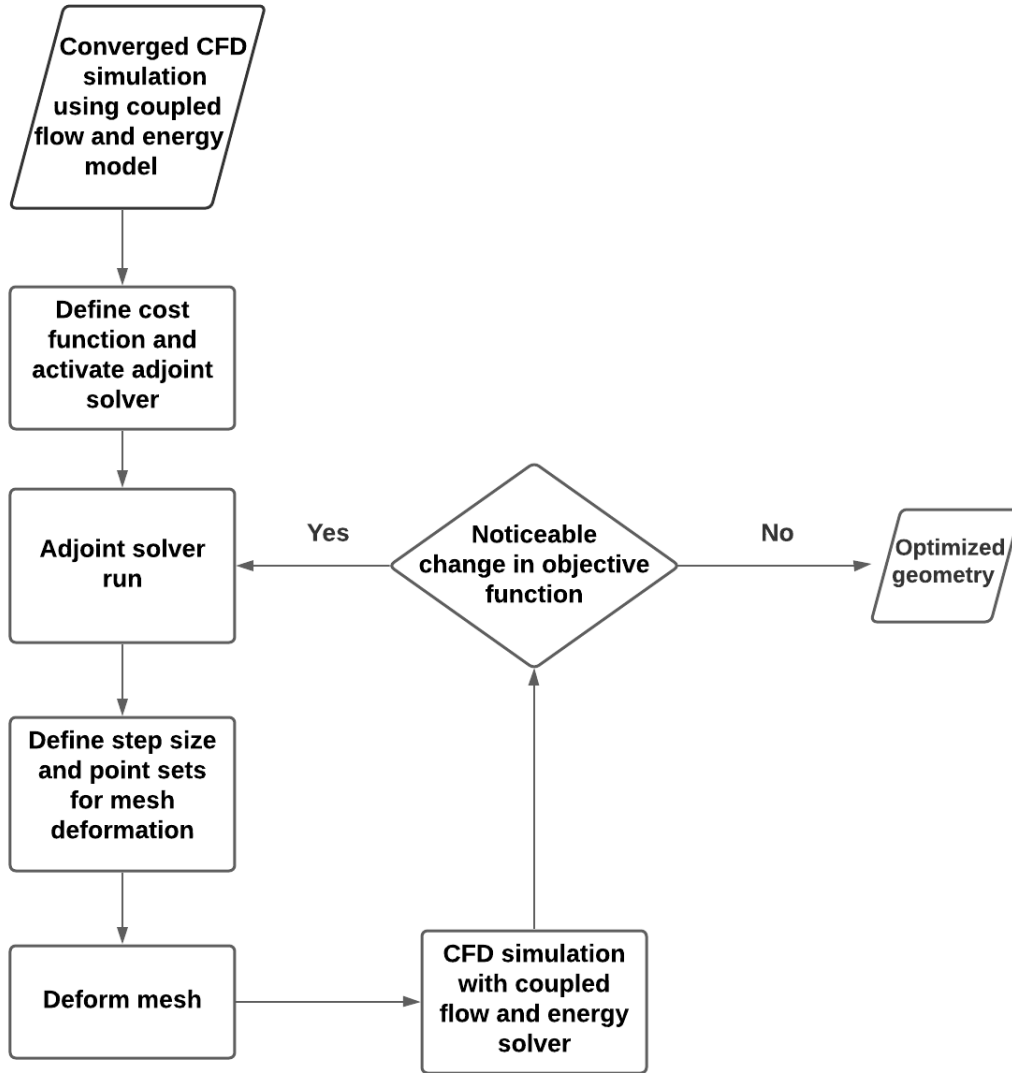 Converged CFD
simulation
using coupled
flow and energy
model
Define cost
function and
activate adjoint
solver
Adjoint solver
run
Define step size
and point sets
for mesh
deformation
Deform mesh
CFD simulation
with coupled
flow and energy
solver
Noticeable
change in objective
function
Yes
No
Optimized
geometry